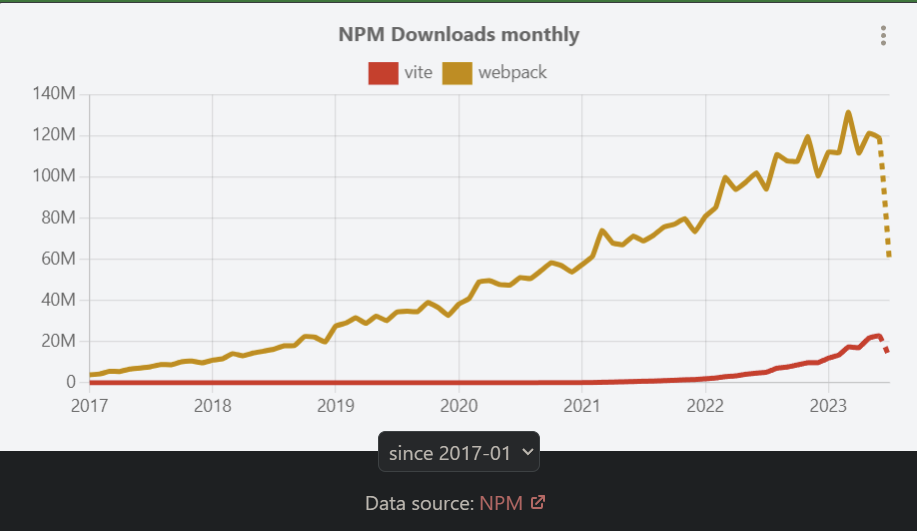 NPM Downloads monthly
vite webpack
140M
120M
100M
80M
60M
40M
20M
0
2017 2018 2019 2020 2021 2022 2023
since 2017-01
Data source: NPM